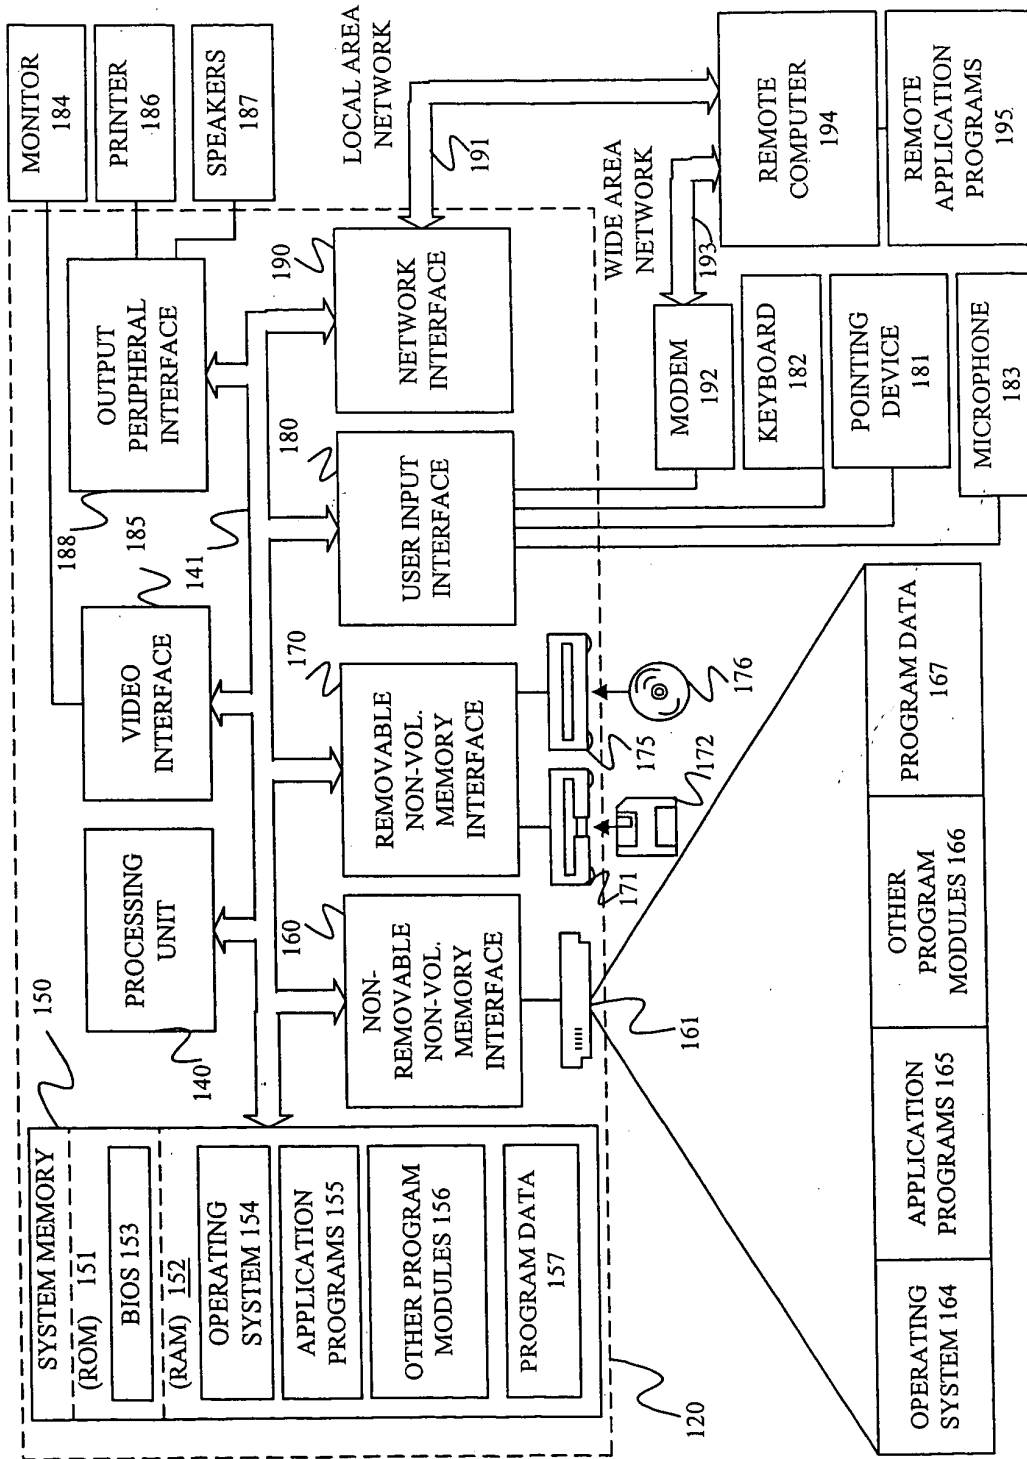 SYSTEM MEMORY
(ROM) 151
BIOS 153
(RAM) 152
OPERATING
SYSTEM 154
APPLICATION
PROGRAMS 155
OTHER PROGRAM
MODULES 156
PROGRAM DATA
157
150
140
PROCESSING
UNIT
VIDEO
INTERFACE
188
185
141
OUTPUT
PERIPHERAL
INTERFACE
MONITOR
184
PRINTER
186
SPEAKERS
187
160
NON-
REMOVABLE
NON-VOL.
MEMORY
INTERFACE
170
REMOVABLE
NON-VOL.
MEMORY
INTERFACE
180
USER INPUT
INTERFACE
190
NETWORK
INTERFACE
LOCAL AREA
NETWORK
191
161
171
175
172
176
120
WIDE AREA
NETWORK
193
MODEM
192
KEYBOARD
182
POINTING
DEVICE
181
MICROPHONE
183
REMOTE
COMPUTER
194
REMOTE
APPLICATION
PROGRAMS
195
OPERATING
SYSTEM 164
APPLICATION
PROGRAMS 165
OTHER
PROGRAM
MODULES 166
PROGRAM DATA
167